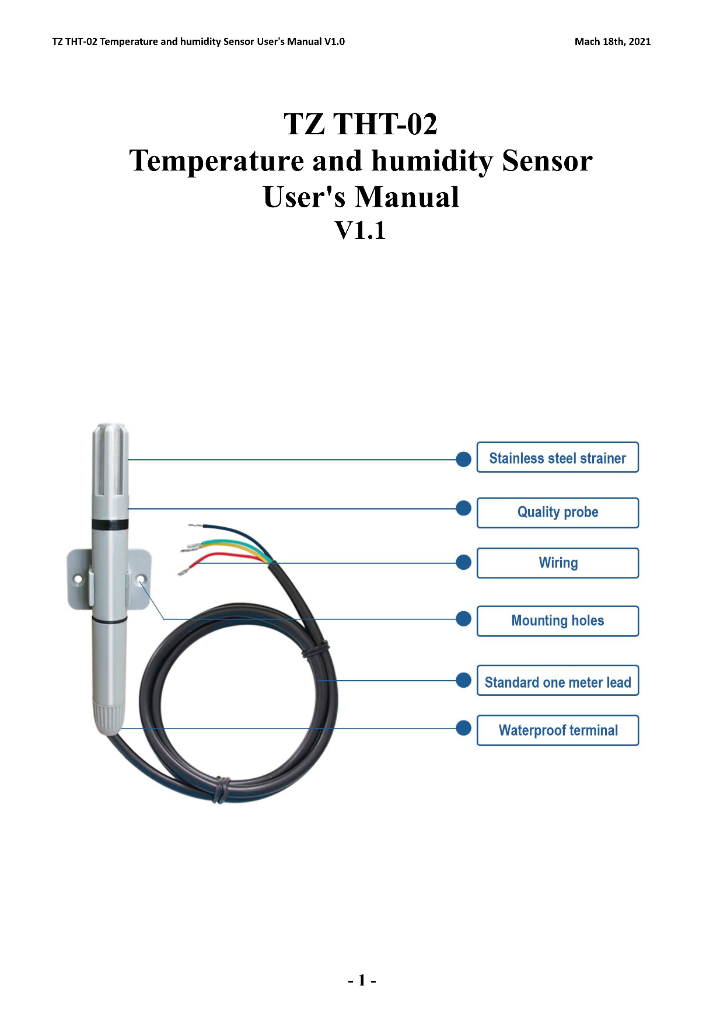 TZ THT-02 Temperature and humidity Sensor User's Manual V1.0 Mach 18th, 2021
TZ THT-02
Temperature and humidity Sensor
User's Manual
V1.1
Stainless steel strainer
Quality probe
Wiring
Mounting holes
Standard one meter lead
Waterproof terminal
- 1 -